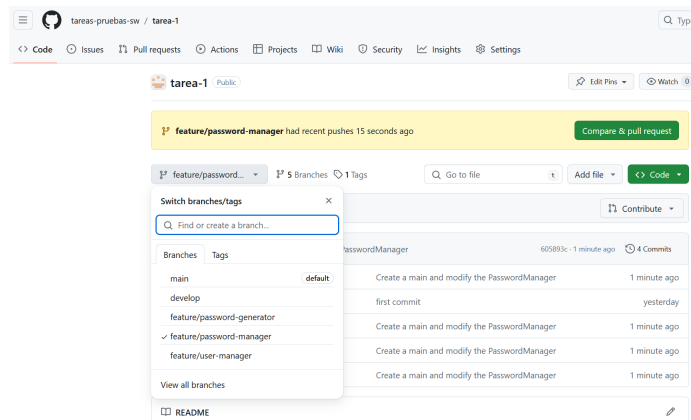 tareas-pruebas-sw / tarea-1
Code Issues Pull requests Actions Projects Wiki Security Insights Settings
tarea-1 Public
Edit Pins Watch 0
feature/password-manager had recent pushes 15 seconds ago
Compare & pull request
feature/password... 5 Branches 1 Tags
Go to file t
Add file Code
Switch branches/tags
Find or create a branch...
Contribute
Branches Tags
PasswordManager 605893c · 1 minute ago 4 Commits
main default
Create a main and modify the PasswordManager 1 minute ago
develop
first commit yesterday
feature/password-generator
Create a main and modify the PasswordManager 1 minute ago
feature/password-manager
Create a main and modify the PasswordManager 1 minute ago
feature/user-manager
Create a main and modify the PasswordManager 1 minute ago
View all branches
README